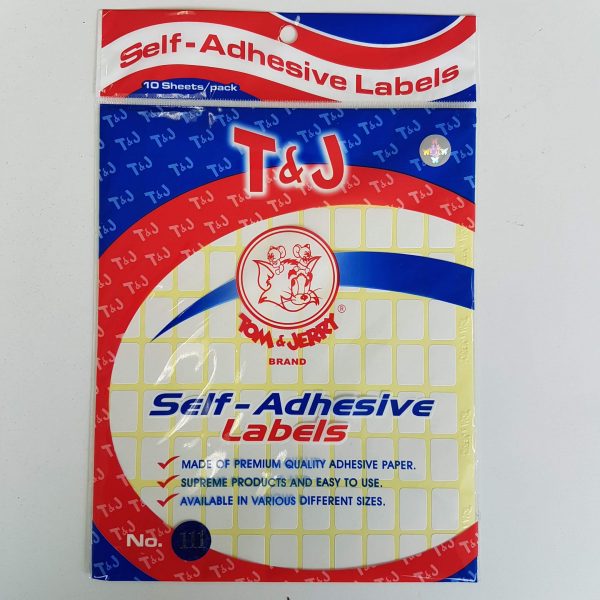 Self-Adhesive Labels
10 Sheets/pack
T&J
TOM & JERRY ®
BRAND
Self-Adhesive
Labels
MADE OF PREMIUM QUALITY ADHESIVE PAPER.
SUPREME PRODUCTS AND EASY TO USE.
AVAILABLE IN VARIOUS DIFFERENT SIZES.
No. 111